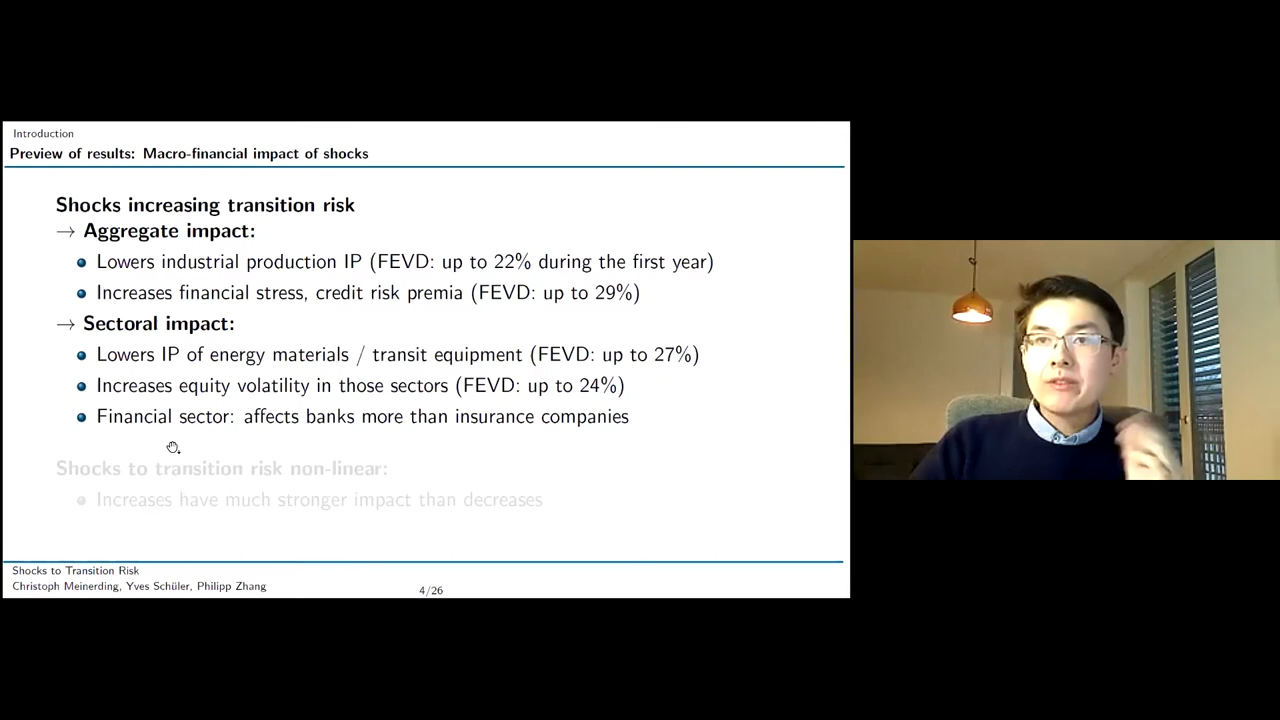 Introduction
Preview of results: Macro-financial impact of shocks
Shocks increasing transition risk
→ Aggregate impact:
Lowers industrial production IP (FEVD: up to 22% during the first year)
Increases financial stress, credit risk premia (FEVD: up to 29%)
→ Sectoral impact:
Lowers IP of energy materials / transit equipment (FEVD: up to 27%)
Increases equity volatility in those sectors (FEVD: up to 24%)
Financial sector: affects banks more than insurance companies
Shocks to transition risk non-linear:
Increases have much stronger impact than decreases
Shocks to Transition Risk
Christoph Meinerding, Yves Schüler, Philipp Zhang
4/26